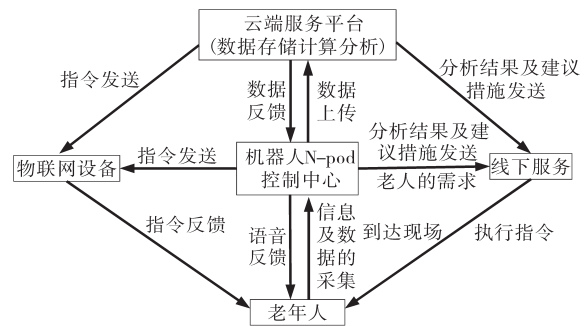 云端服务平台
(数据存储计算分析)
指令发送
数据
反馈
数据
上传
分析结果及建议
措施发送
物联网设备
指令发送
机器人N-pod
控制中心
分析结果及建
议措施发送
老人的需求
线下服务
指令反馈
语音
反馈
信息
及数
据的
采集
到达现场
执行指令
老年人